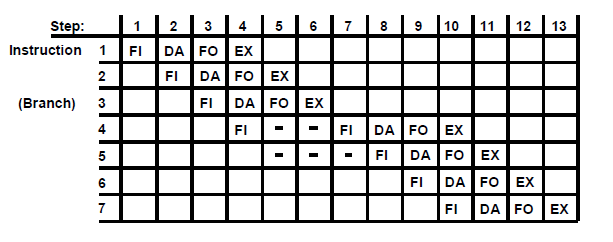 Step: 1 2 3 4 5 6 7 8 9 10 11 12 13
Instruction 1 FI DA FO EX
2 FI DA FO EX
(Branch) 3 FI DA FO EX
4 FI - - FI DA FO EX
5 - - - FI DA FO EX
6 FI DA FO EX
7 FI DA FO EX